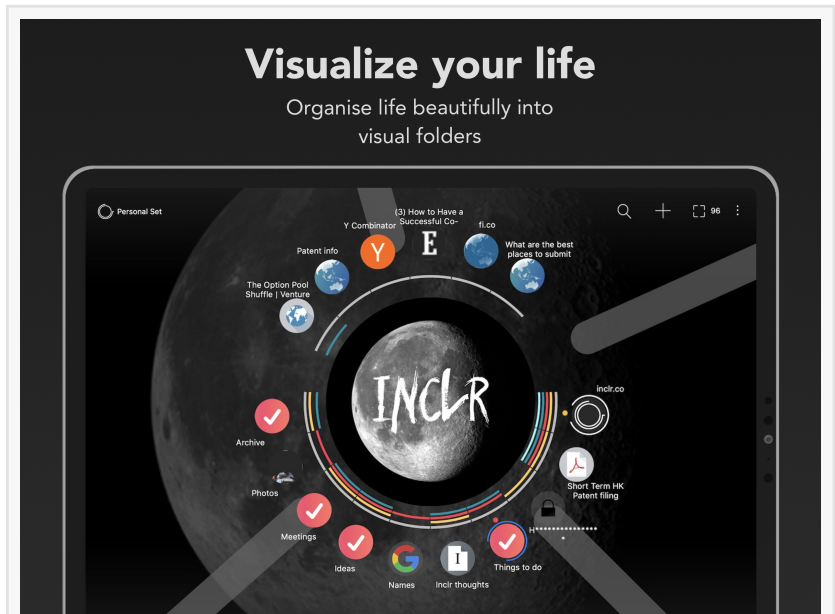 Visualize your life
Organise life beautifully into
visual folders
Personal Set
96
(3) How to Have a
Successful Co-
Y Combinator
Y
E
fi.co
What are the best
places to submit
Patent info
The Option Pool
Shuffle | Venture
INCLR
inclr.co
Archive
Short Term HK
Patent filing
Photos
H••••••••••••••
•
Meetings
Ideas
G
Names
I
Inclr thoughts
Things to do